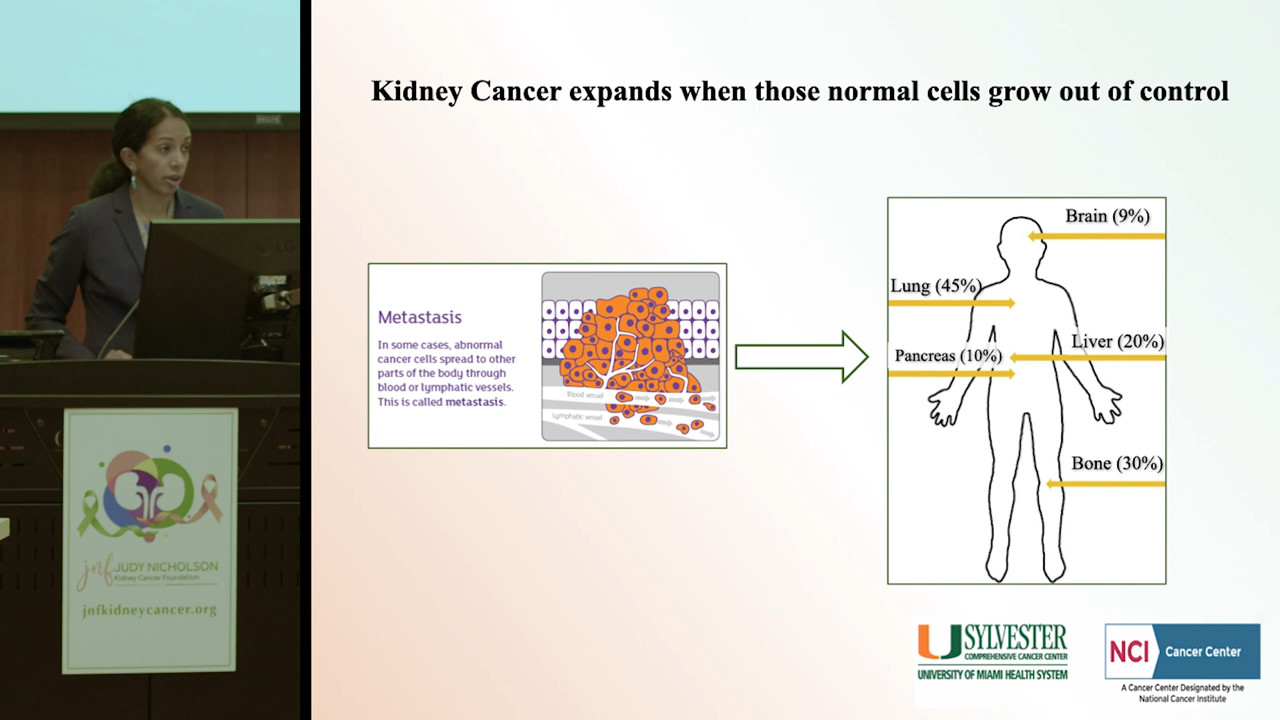 Kidney Cancer expands when those normal cells grow out of control
Metastasis
In some cases, abnormal
cancer cells spread to other
parts of the body through
blood or lymphatic vessels.
This is called metastasis.
Blood vessel
Lymphatic vessel
Brain (9%)
Lung (45%)
Liver (20%)
Pancreas (10%)
Bone (30%)
LG
jnf JUDY NICHOLSON
Kidney Cancer Foundation
jnfkidneycancer.org
U SYLVESTER
COMPREHENSIVE CANCER CENTER
UNIVERSITY OF MIAMI HEALTH SYSTEM
NCI Cancer Center
A Cancer Center Designated by the
National Cancer Institute